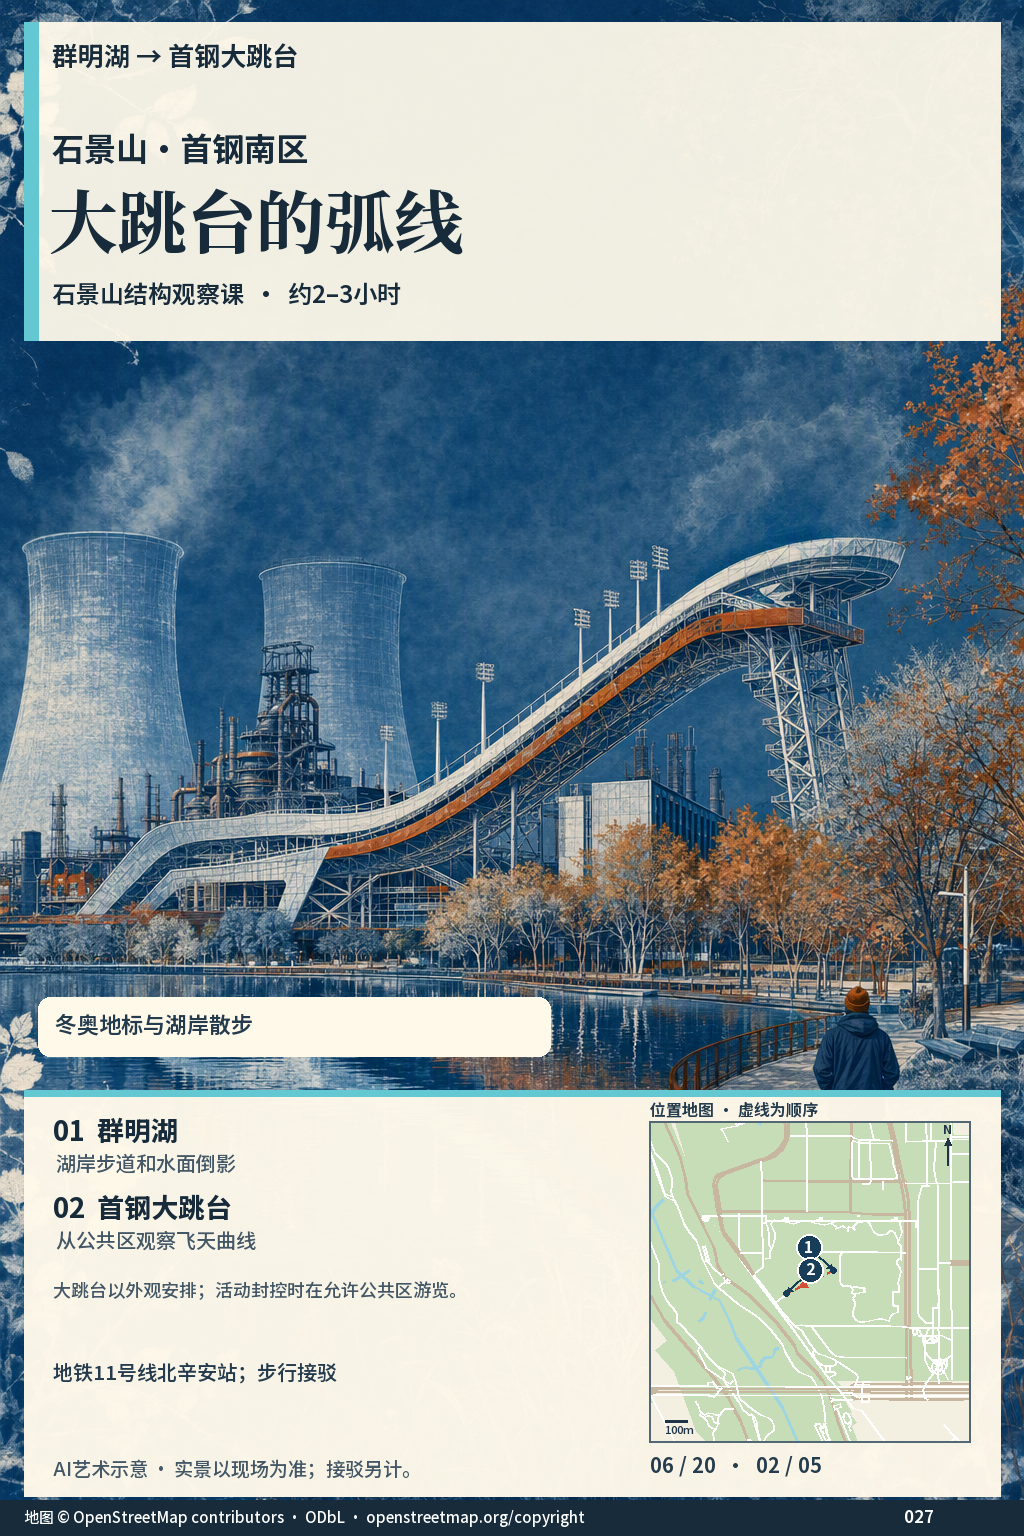 群明湖 → 首钢大跳台
石景山·首钢南区
大跳台的弧线
石景山结构观察课 · 约2–3小时
冬奥地标与湖岸散步
01 群明湖
湖岸步道和水面倒影
02 首钢大跳台
从公共区观察飞天曲线
大跳台以外观安排；活动封控时在允许公共区游览。
地铁11号线北辛安站；步行接驳
AI艺术示意 · 实景以现场为准；接驳另计。
位置地图 · 虚线为顺序
N
1
2
100m
06 / 20 · 02 / 05
地图 © OpenStreetMap contributors · ODbL · openstreetmap.org/copyright
027